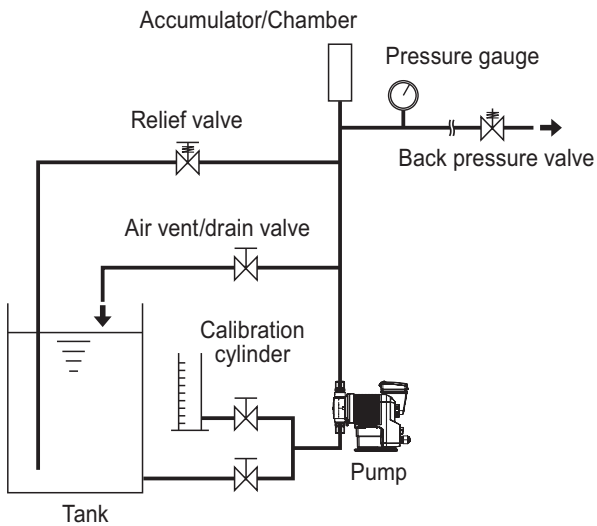 Accumulator/Chamber
Pressure gauge
Relief valve
Back pressure valve
Air vent/drain valve
Calibration
cylinder
Pump
Tank